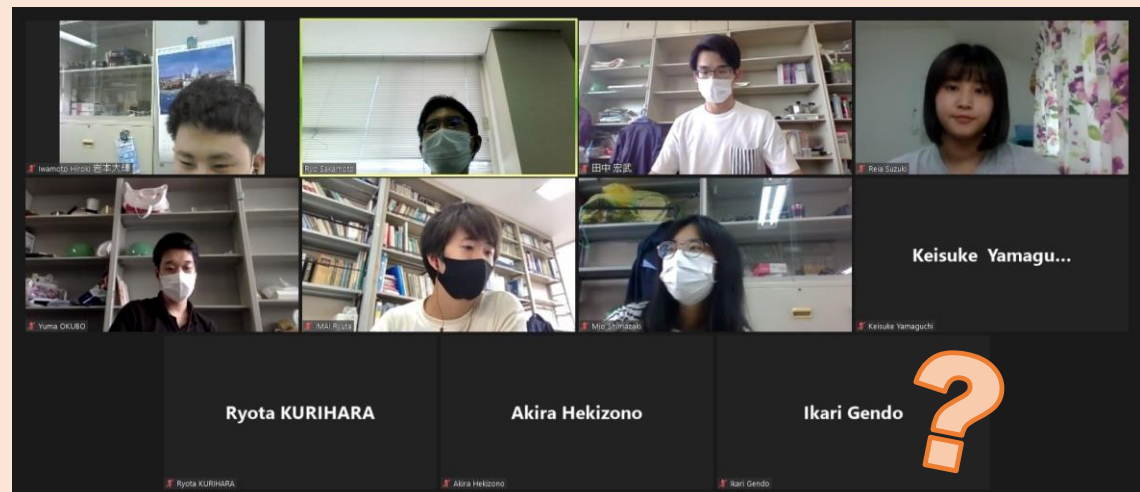 Iwamoto Hiroki 岩本大輝
Ryo Sakamoto
田中 宏武
Reia Suzuki
Yuma OKUBO
IMAI Ryuta
Mio Shimazaki
Keisuke Yamagu...
Keisuke Yamaguchi
Ryota KURIHARA
Ryota KURIHARA
Akira Hekizono
Akira Hekizono
Ikari Gendo
Ikari Gendo
?